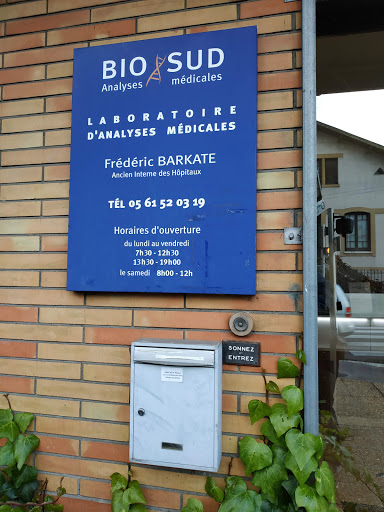 BIO SUD
Analyses médicales
LABORATOIRE
D'ANALYSES MÉDICALES
Frédéric BARKATE
Ancien Interne des Hôpitaux
TÉL 05 61 52 03 19
Horaires d'ouverture
du lundi au vendredi
7h30 - 12h30
13h30 - 19h00
le samedi 8h00 - 12h
SONNEZ
ENTREZ